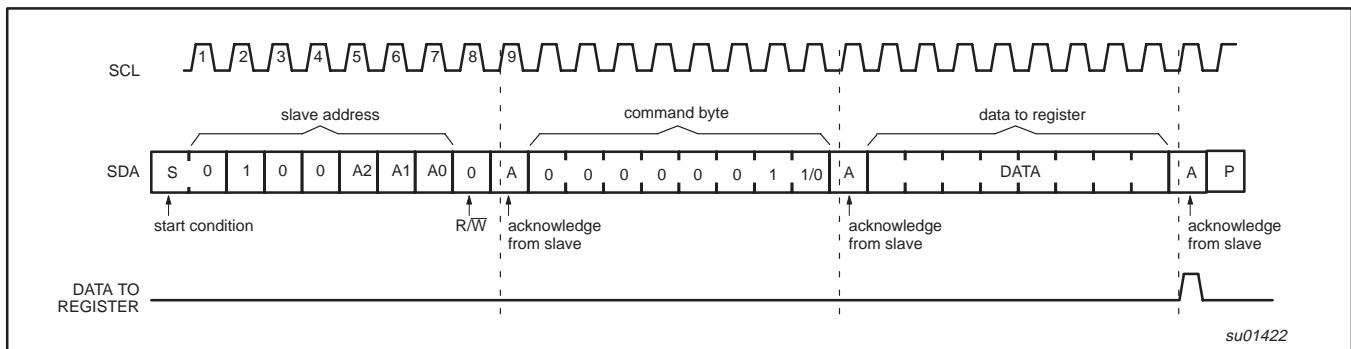 SCL 1 2 3 4 5 6 7 8 9
slave address command byte data to register
SDA S 0 1 0 0 A2 A1 A0 0 A 0 0 0 0 0 0 1 1/0 A DATA A P
start condition R/W̅ acknowledge from slave acknowledge from slave acknowledge from slave
DATA TO
REGISTER
su01422